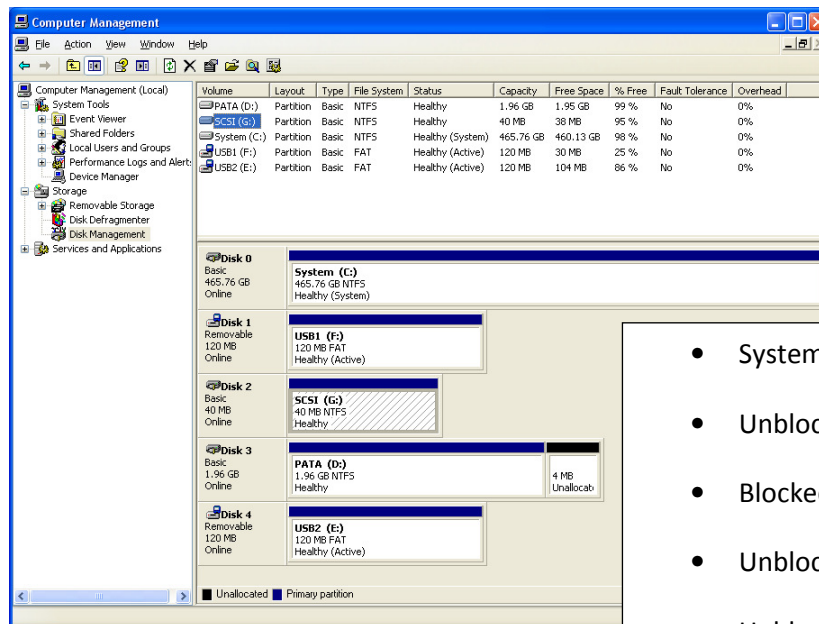 Computer Management
File Action View Window Help
Computer Management (Local)
System Tools
Event Viewer
Shared Folders
Local Users and Groups
Performance Logs and Alert
Device Manager
Storage
Removable Storage
Disk Defragmenter
Disk Management
Services and Applications
Volume Layout Type File System Status Capacity Free Space % Free Fault Tolerance Overhead
PATA (D:) Partition Basic NTFS Healthy 1.96 GB 1.95 GB 99 % No 0%
SCSI (G:) Partition Basic NTFS Healthy 40 MB 38 MB 95 % No 0%
System (C:) Partition Basic NTFS Healthy (System) 465.76 GB 460.13 GB 98 % No 0%
USB1 (F:) Partition Basic FAT Healthy (Active) 120 MB 30 MB 25 % No 0%
USB2 (E:) Partition Basic FAT Healthy (Active) 120 MB 104 MB 86 % No 0%
Disk 0
Basic
465.76 GB
Online
System (C:)
465.76 GB NTFS
Healthy (System)
Disk 1
Removable
120 MB
Online
USB1 (F:)
120 MB FAT
Healthy (Active)
Disk 2
Basic
40 MB
Online
SCSI (G:)
40 MB NTFS
Healthy
Disk 3
Basic
1.96 GB
Online
PATA (D:)
1.96 GB NTFS
Healthy
4 MB
Unallocat
Disk 4
Removable
120 MB
Online
USB2 (E:)
120 MB FAT
Healthy (Active)
Unallocated Primary partition
• System
• Unbloc
• Blocke
• Unbloc